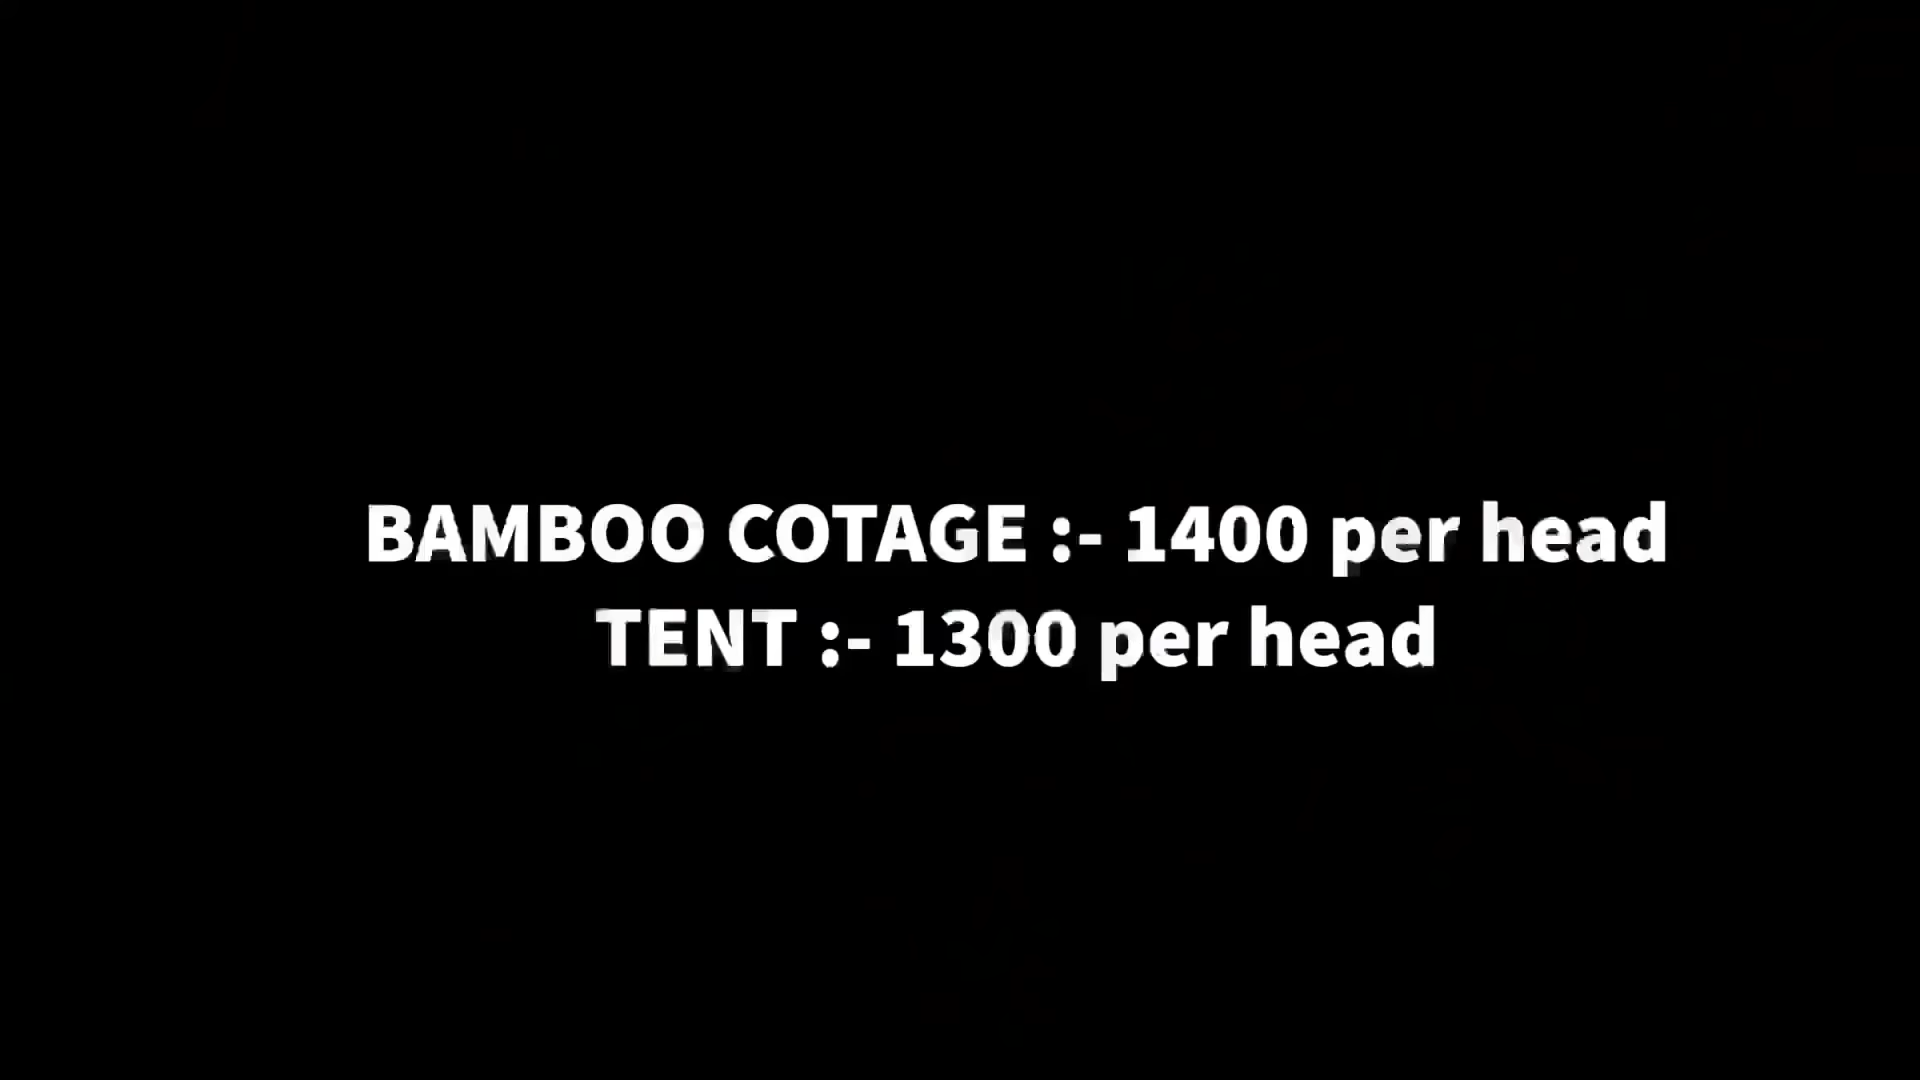 BAMBOO COTAGE :- 1400 per head
TENT :- 1300 per head